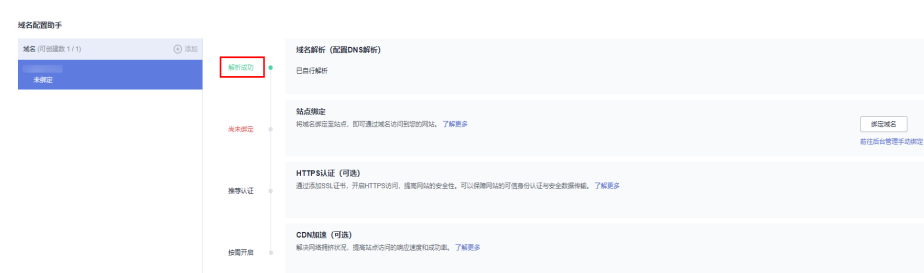 域名配置助手
域名 (可创建数 1 / 1)
添加
未绑定
解析成功
域名解析（配置DNS解析）
已自行解析
尚未绑定
站点绑定
将域名绑定至站点，即可通过域名访问到您的网站。 了解更多
绑定域名
前往后台管理手动绑定
推荐认证
HTTPS认证（可选）
通过添加SSL证书，开启HTTPS访问，提高网站的安全性。可以保障网站的可信身份认证与安全数据传输。 了解更多
按需开启
CDN加速（可选）
解决网络拥挤状况，提高站点访问的响应速度和成功率。 了解更多